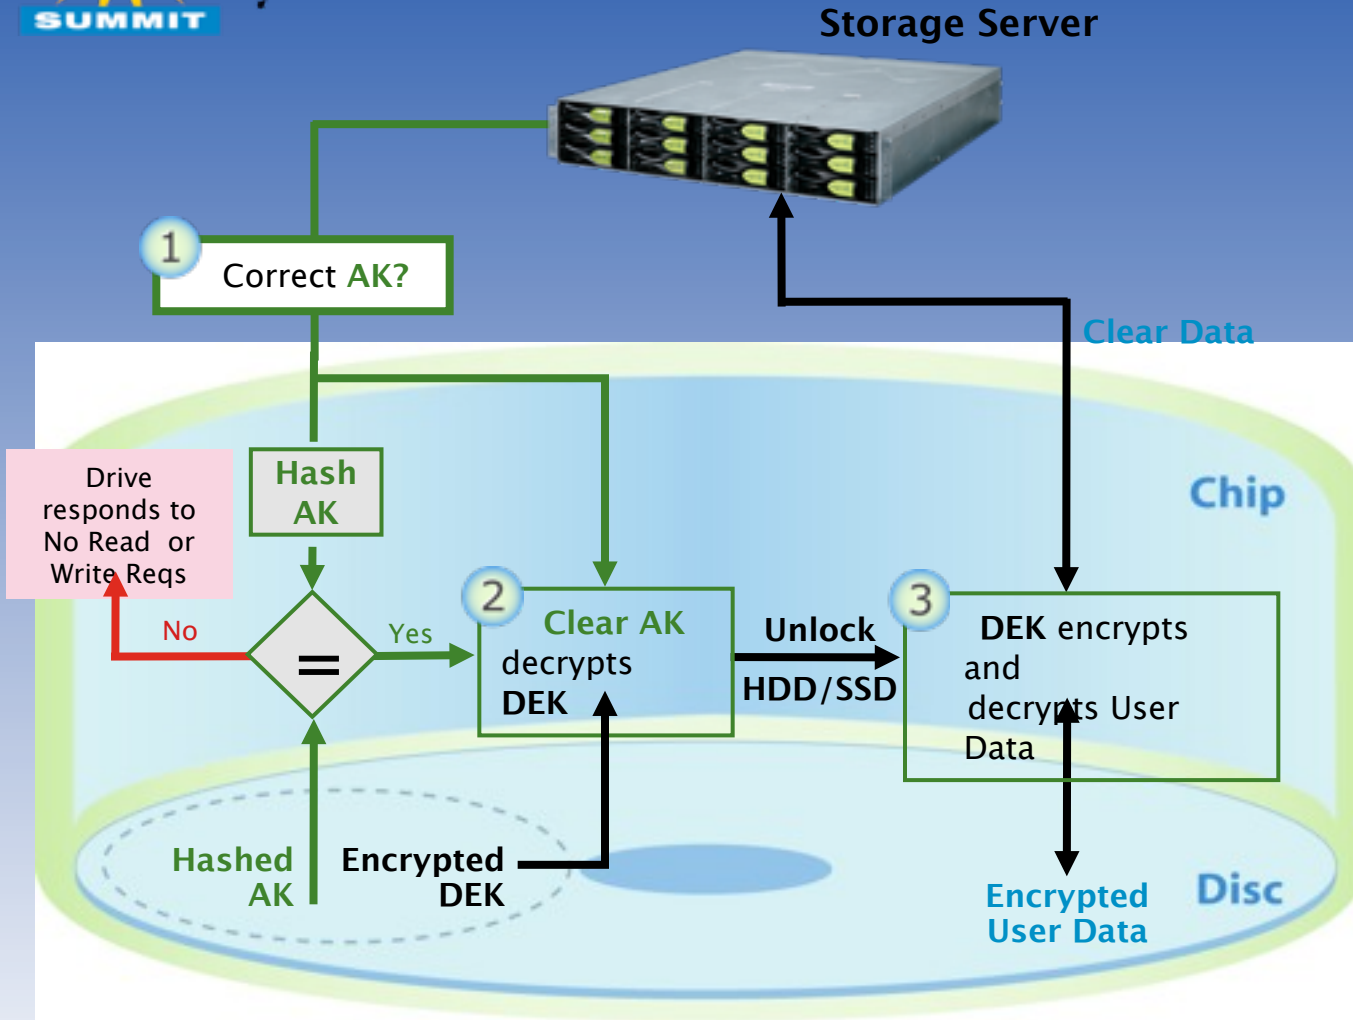 SUMMIT
Storage Server
1
Correct AK?
Clear Data
Chip
Drive
responds to
No Read or
Write Reqs
Hash
AK
No
=
Yes
2
Clear AK
decrypts
DEK
Unlock
HDD/SSD
3
DEK encrypts
and
decrypts User
Data
Hashed
AK
Encrypted
DEK
Encrypted
User Data
Disc